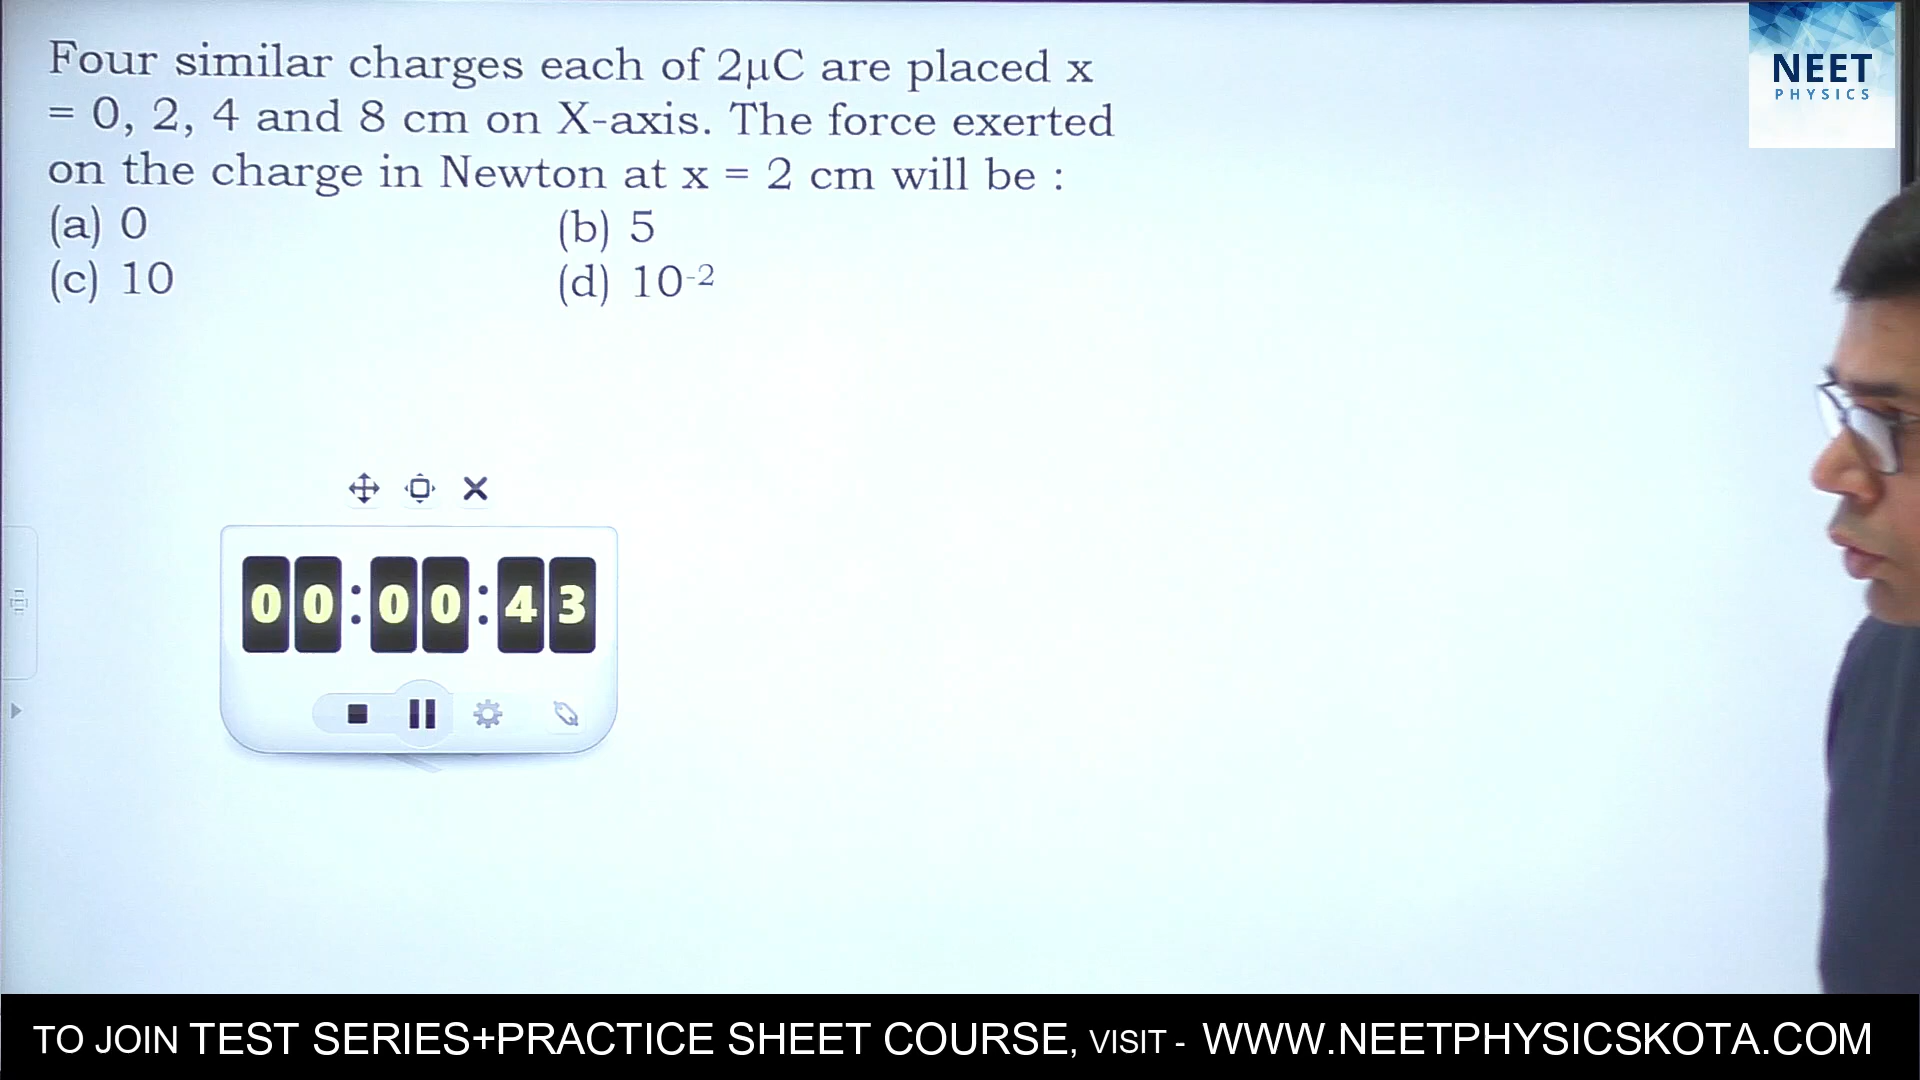 Four similar charges each of 2µC are placed x
= 0, 2, 4 and 8 cm on X-axis. The force exerted
on the charge in Newton at x = 2 cm will be :
(a) 0 (b) 5
(c) 10 (d) 10⁻²
NEET
PHYSICS
00:00:43
TO JOIN TEST SERIES+PRACTICE SHEET COURSE, VISIT - WWW.NEETPHYSICSKOTA.COM